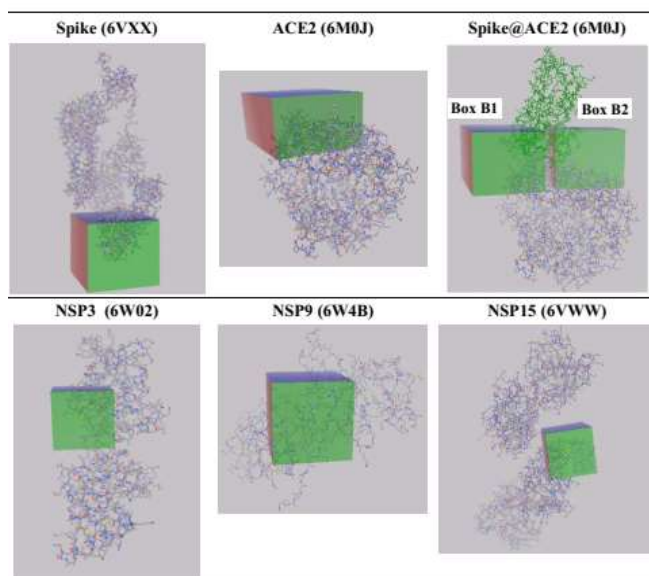 Spike (6VXX) ACE2 (6M0J) Spike@ACE2 (6M0J)
Box B1 Box B2
NSP3 (6W02) NSP9 (6W4B) NSP15 (6VWW)